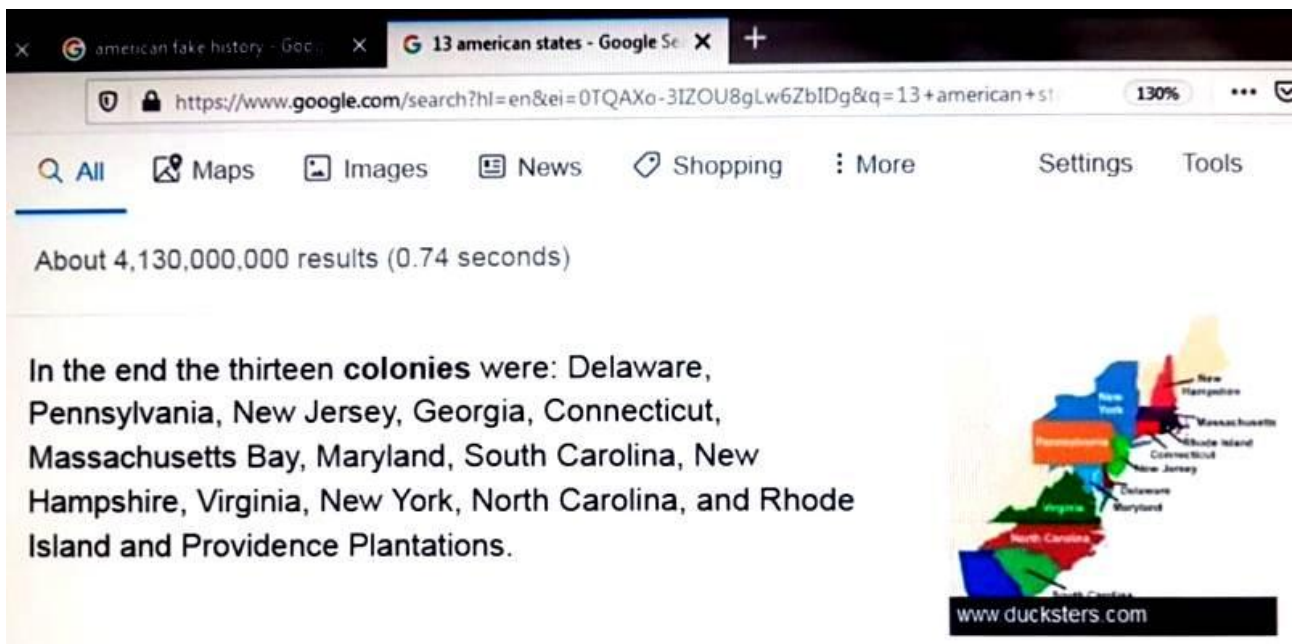 american fake history - Goo
13 american states - Google Se
https://www.google.com/search?hl=en&ei=0TQAXo-3IZOU8gLw6ZbIDg&q=13+american+st
130%
All Maps Images News Shopping More Settings Tools
About 4,130,000,000 results (0.74 seconds)
In the end the thirteen colonies were: Delaware,
Pennsylvania, New Jersey, Georgia, Connecticut,
Massachusetts Bay, Maryland, South Carolina, New
Hampshire, Virginia, New York, North Carolina, and Rhode
Island and Providence Plantations.
New
Hampshire
New
York
Massachusetts
Rhode Island
Connecticut
New Jersey
Pennsylvania
Delaware
Maryland
Virginia
North Carolina
South Carolina
www.ducksters.com